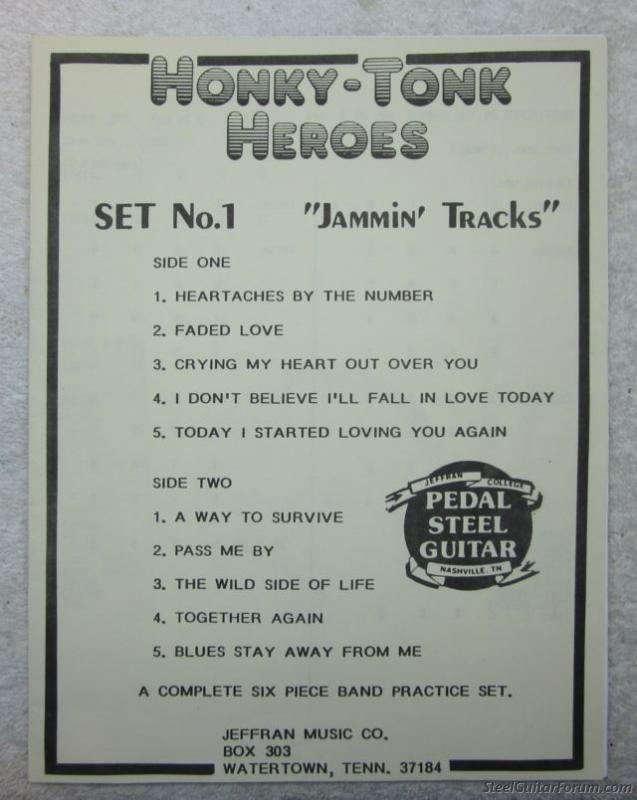 HONKY-TONK
HEROES
SET No.1 "JAMMIN' TRACKS"
SIDE ONE
1. HEARTACHES BY THE NUMBER
2. FADED LOVE
3. CRYING MY HEART OUT OVER YOU
4. I DON'T BELIEVE I'LL FALL IN LOVE TODAY
5. TODAY I STARTED LOVING YOU AGAIN
SIDE TWO
1. A WAY TO SURVIVE
2. PASS ME BY
3. THE WILD SIDE OF LIFE
4. TOGETHER AGAIN
5. BLUES STAY AWAY FROM ME
JEFFRAN COLLEGE
PEDAL
STEEL
GUITAR
NASHVILLE, TN
A COMPLETE SIX PIECE BAND PRACTICE SET.
JEFFRAN MUSIC CO.
BOX 303
WATERTOWN, TENN. 37184
SteelGuitarForum.com